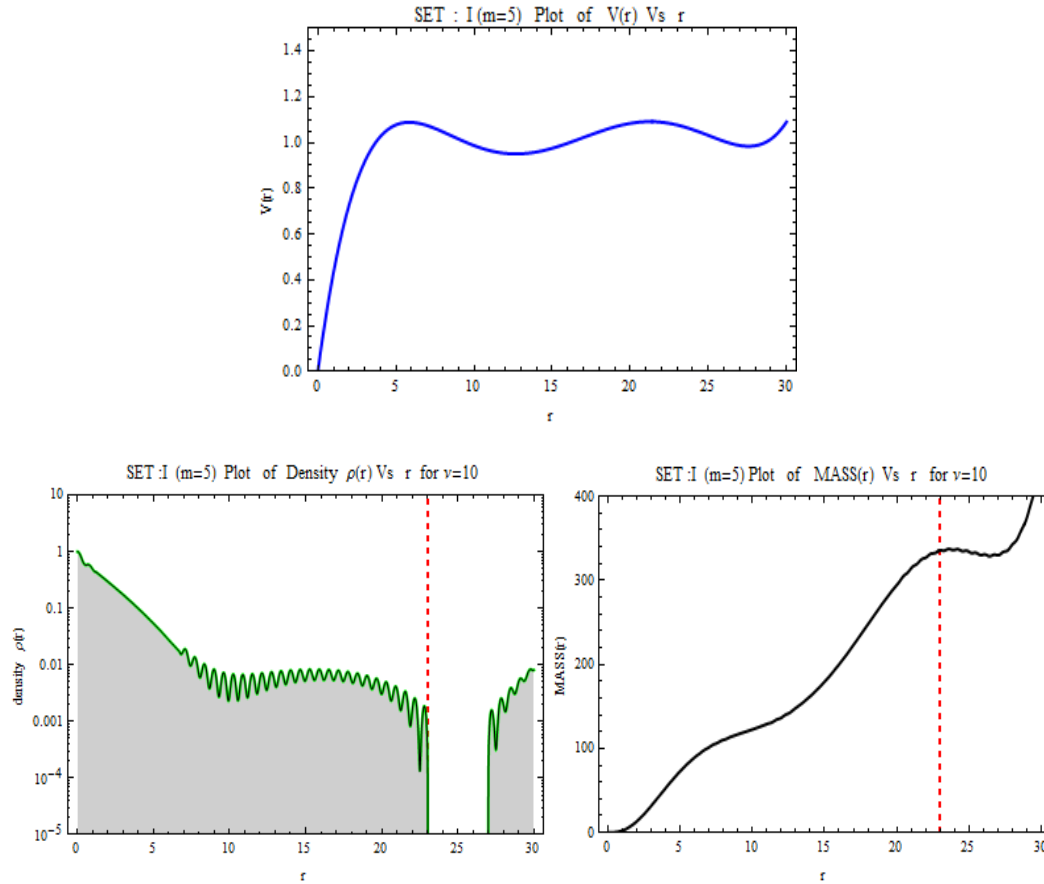 SET : I (m=5) Plot of V(r) Vs r
1.4
1.2
1.0
0.8
0.6
0.4
0.2
0.0
V(r)
0 5 10 15 20 25 30
r
SET :I (m=5) Plot of Density ρ(r) Vs r for ν=10
10
1
0.1
0.01
0.001
10^-4
10^-5
density ρ(r)
0 5 10 15 20 25 30
r
SET :I (m=5) Plot of MASS(r) Vs r for ν=10
400
300
200
100
0
MASS(r)
0 5 10 15 20 25 30
r